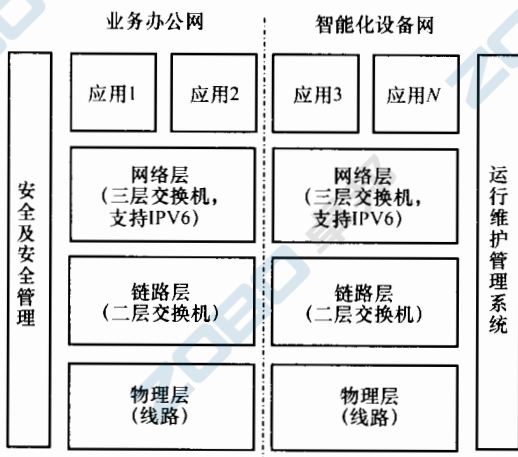 业务办公网
智能化设备网
应用1
应用2
应用3
应用N
网络层
(三层交换机，
支持IPV6)
网络层
(三层交换机，
支持IPV6)
安全及安全管理
运行维护管理系统
链路层
(二层交换机)
链路层
(二层交换机)
物理层
(线路)
物理层
(线路)
ZOBO
ZOBO